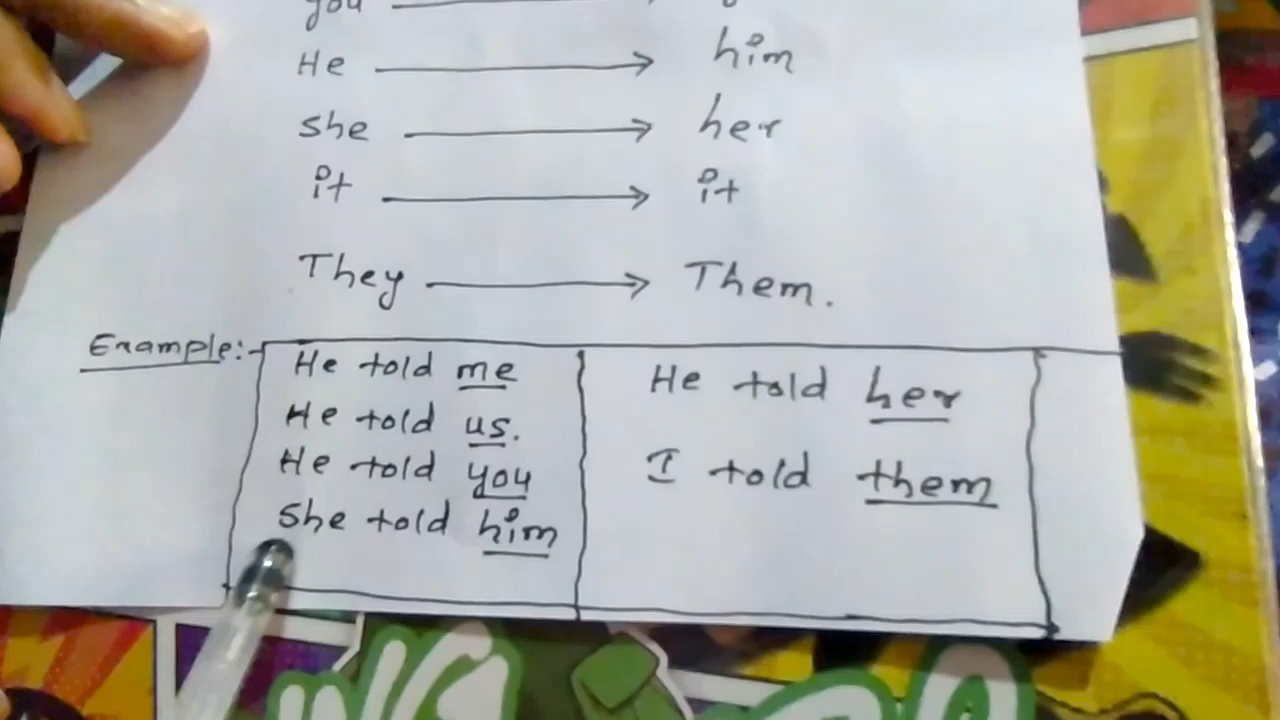 you
He → him
she → her
it → it
They → Them.
Example:-
He told me
He told us.
He told you
She told him
He told her
I told them